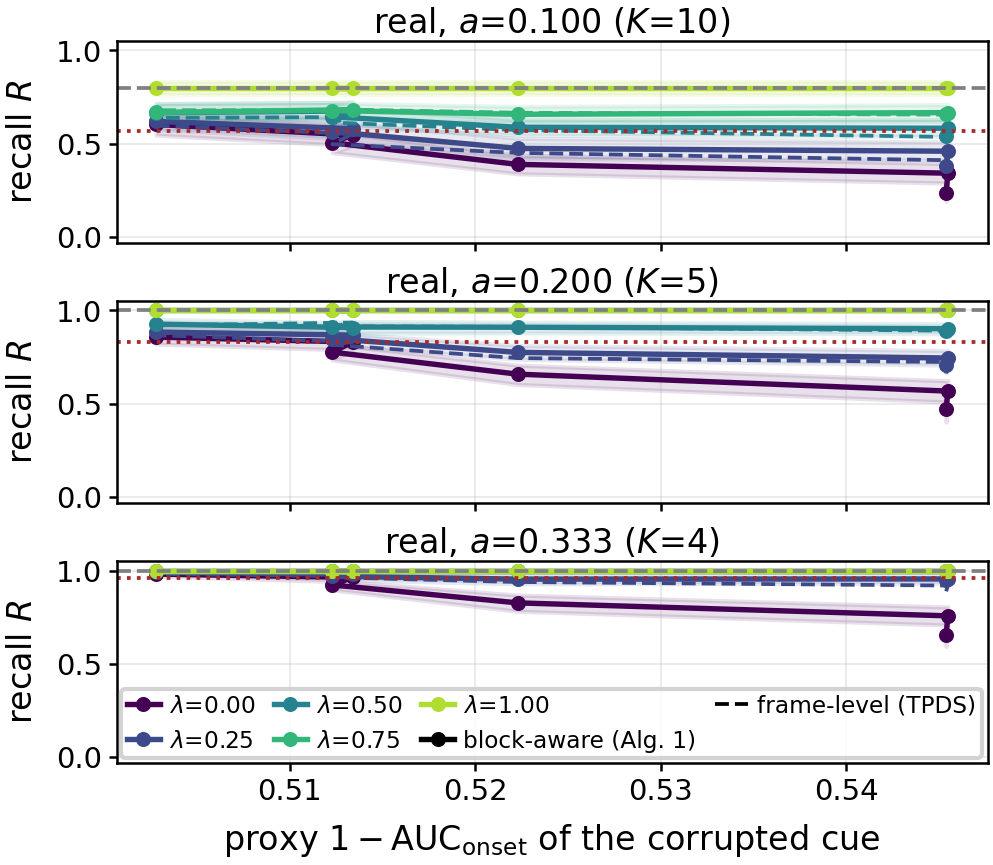 real, a=0.100 (K=10)
1.0
0.5
0.0
recall R
real, a=0.200 (K=5)
1.0
0.5
0.0
recall R
real, a=0.333 (K=4)
1.0
0.5
0.0
recall R
λ=0.00 λ=0.50 λ=1.00 frame-level (TPDS)
λ=0.25 λ=0.75 block-aware (Alg. 1)
0.51 0.52 0.53 0.54
proxy 1 − AUC_onset of the corrupted cue